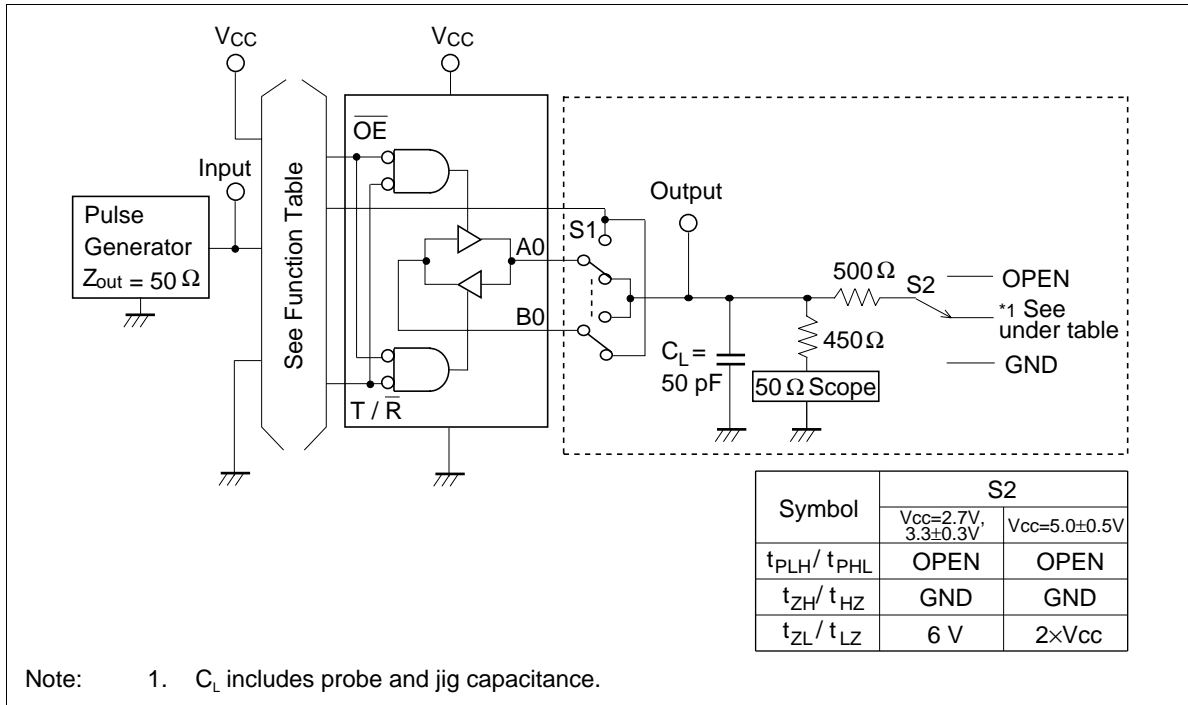 VCC
VCC
OE
Input
Output
Pulse
Generator
Zout = 50 Ω
See Function Table
S1
A0
B0
T / R
500 Ω
S2
OPEN
*1 See
under table
GND
450 Ω
CL =
50 pF
50 Ω Scope
Symbol
S2
Vcc=2.7V,
3.3±0.3V
Vcc=5.0±0.5V
tPLH / tPHL OPEN OPEN
tZH / tHZ GND GND
tZL / tLZ 6 V 2×Vcc
Note: 1. CL includes probe and jig capacitance.